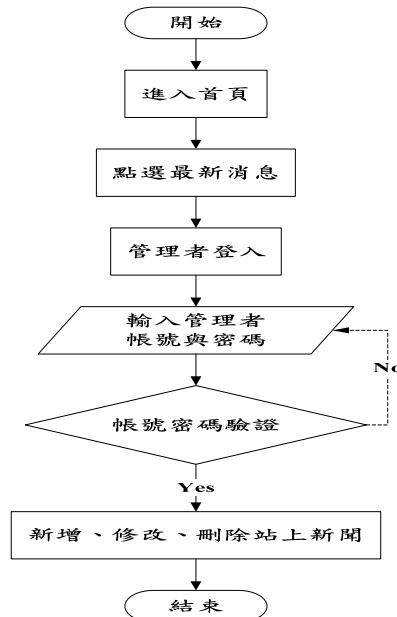 開始
進入首頁
點選最新消息
管理者登入
輸入管理者
帳號與密碼
No
帳號密碼驗證
Yes
新增、修改、刪除站上新聞
結束